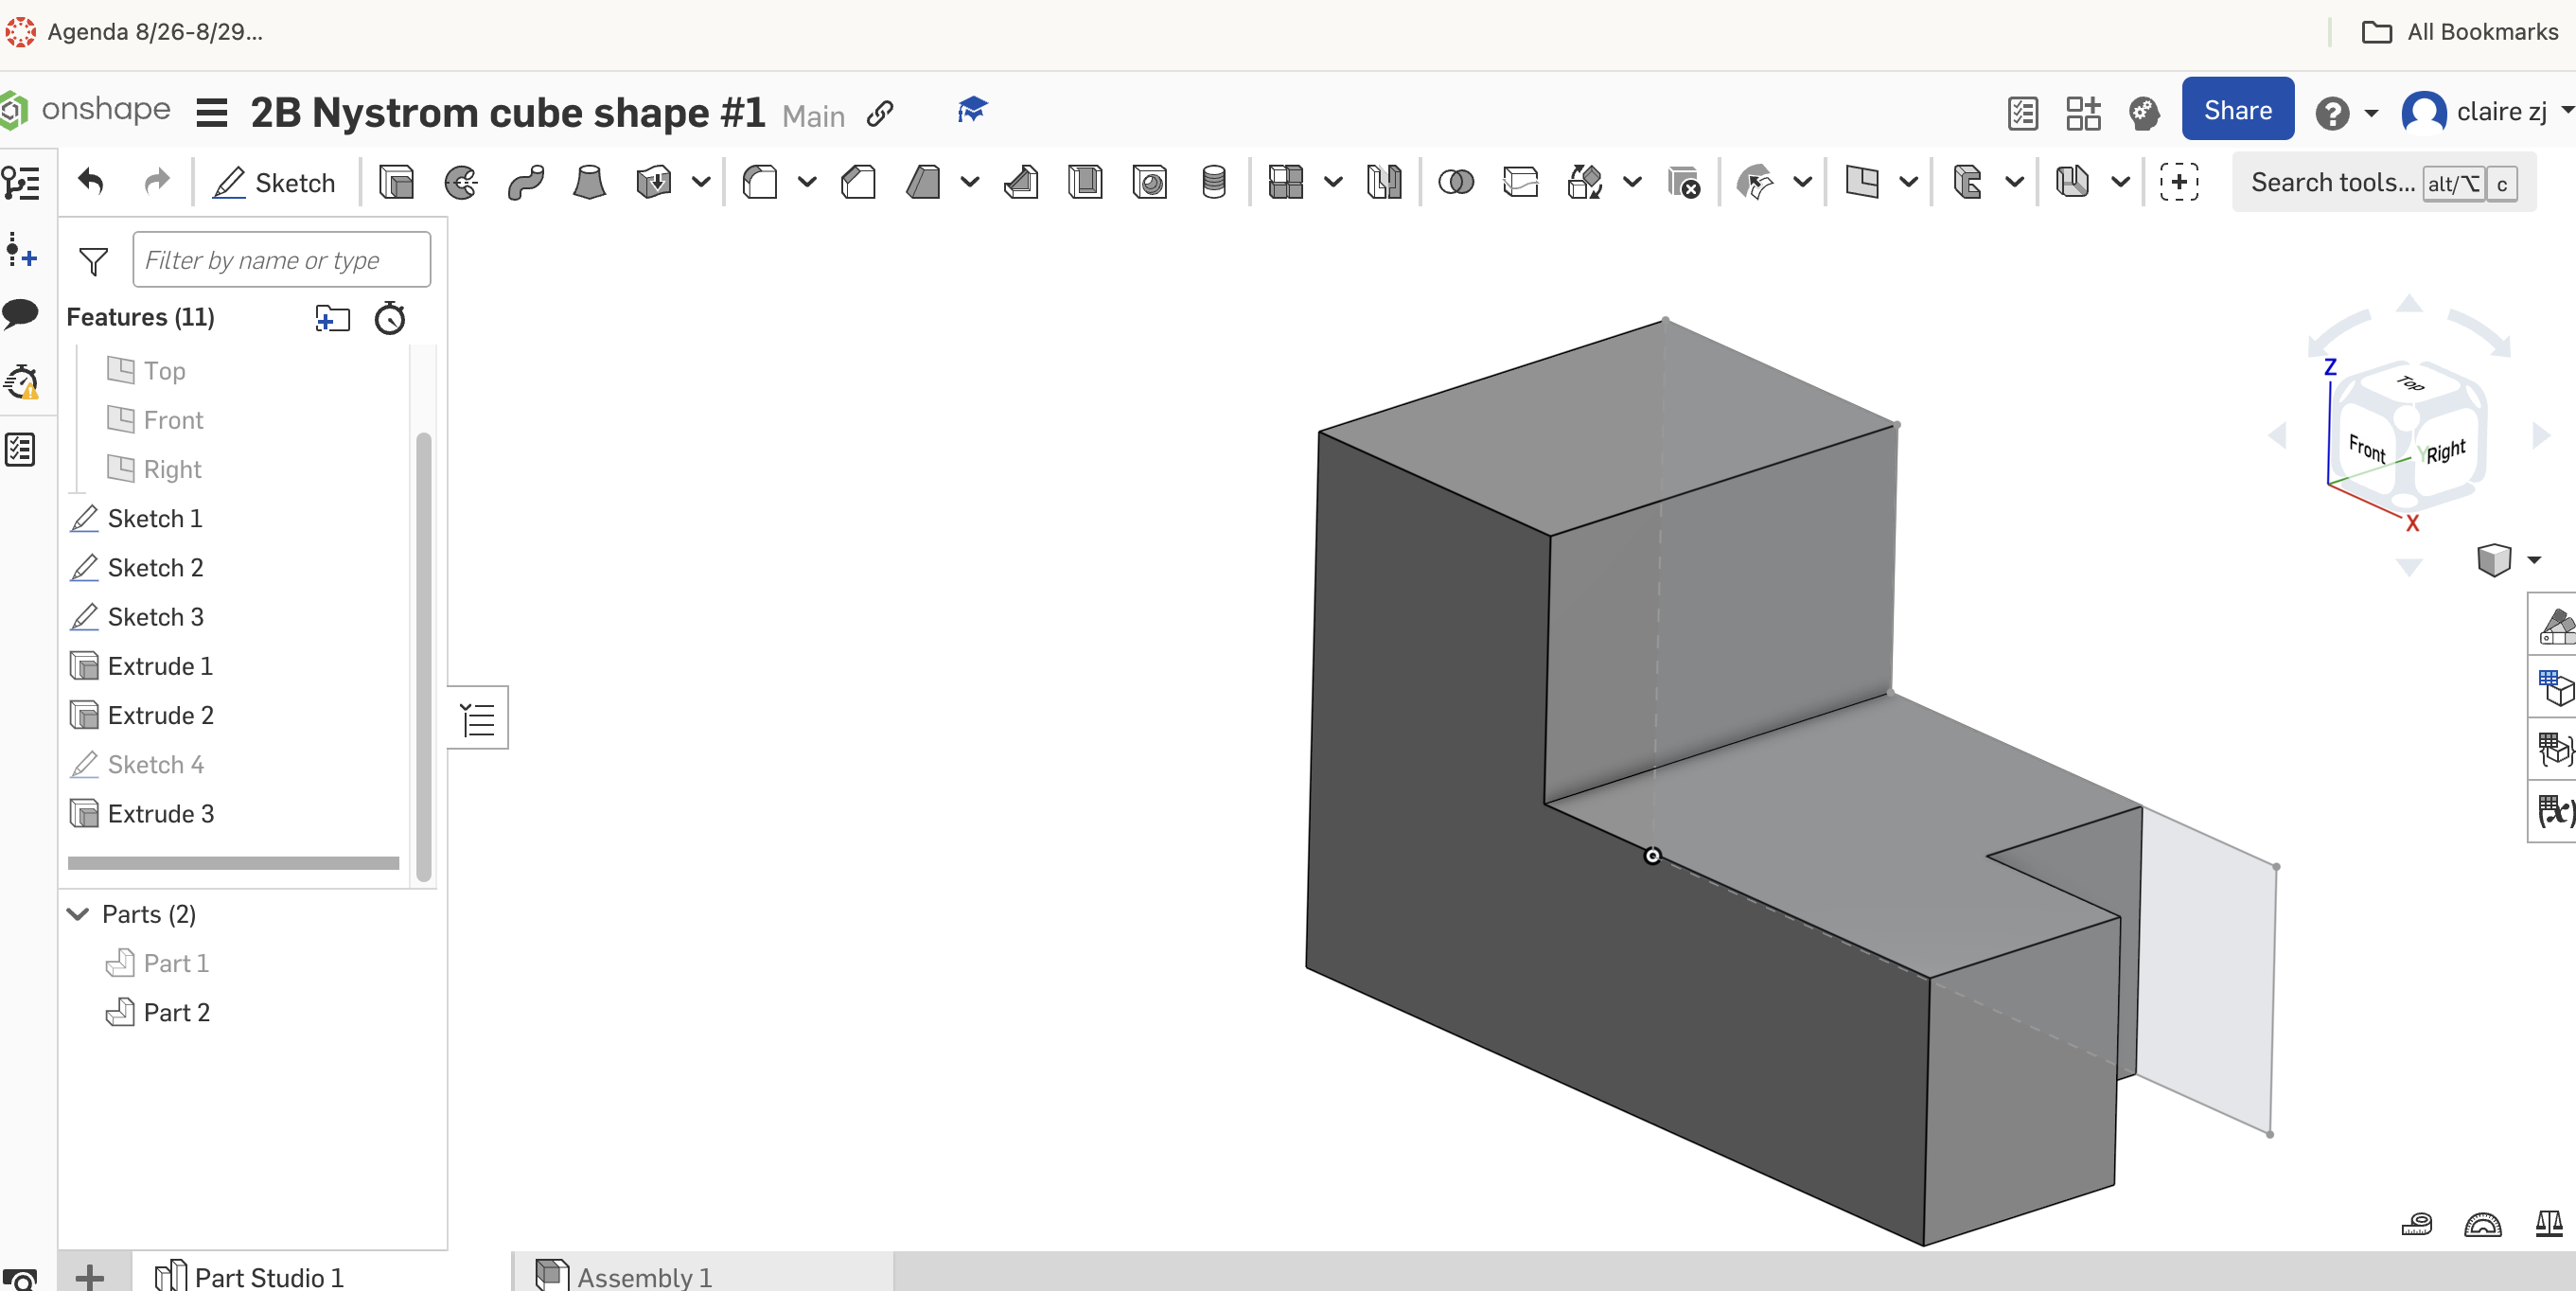 Agenda 8/26-8/29...
All Bookmarks
onshape
2B Nystrom cube shape #1 Main
Share
claire zj
Sketch
Search tools... alt/⌥ c
Filter by name or type
Features (11)
Top
Front
Right
Sketch 1
Sketch 2
Sketch 3
Extrude 1
Extrude 2
Sketch 4
Extrude 3
Parts (2)
Part 1
Part 2
Z
Top
Front
Y
Right
X
(x)
Part Studio 1
Assembly 1